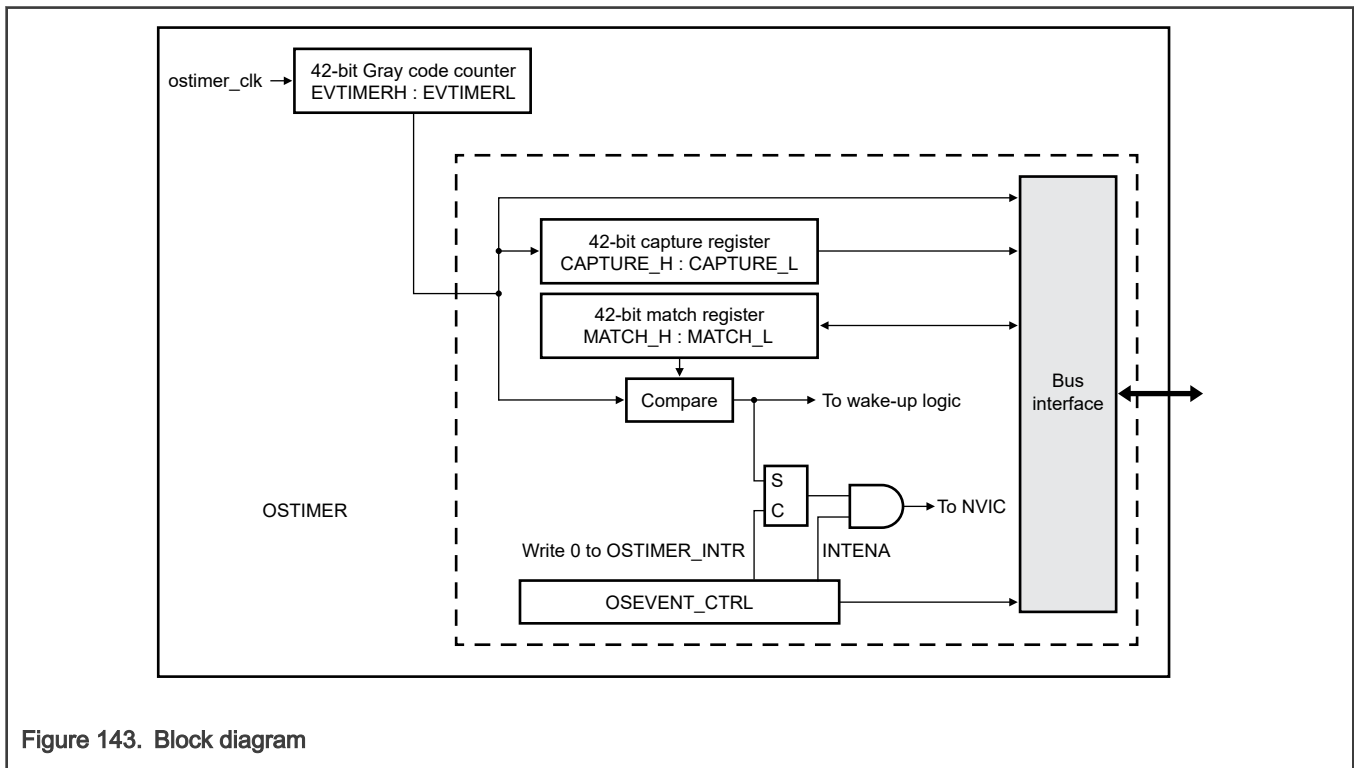 ostimer_clk
42-bit Gray code counter
EVTIMERH : EVTIMERL
42-bit capture register
CAPTURE_H : CAPTURE_L
42-bit match register
MATCH_H : MATCH_L
Compare
To wake-up logic
Bus
interface
S
C
To NVIC
OSTIMER
Write 0 to OSTIMER_INTR
INTENA
OSEVENT_CTRL
Figure 143. Block diagram